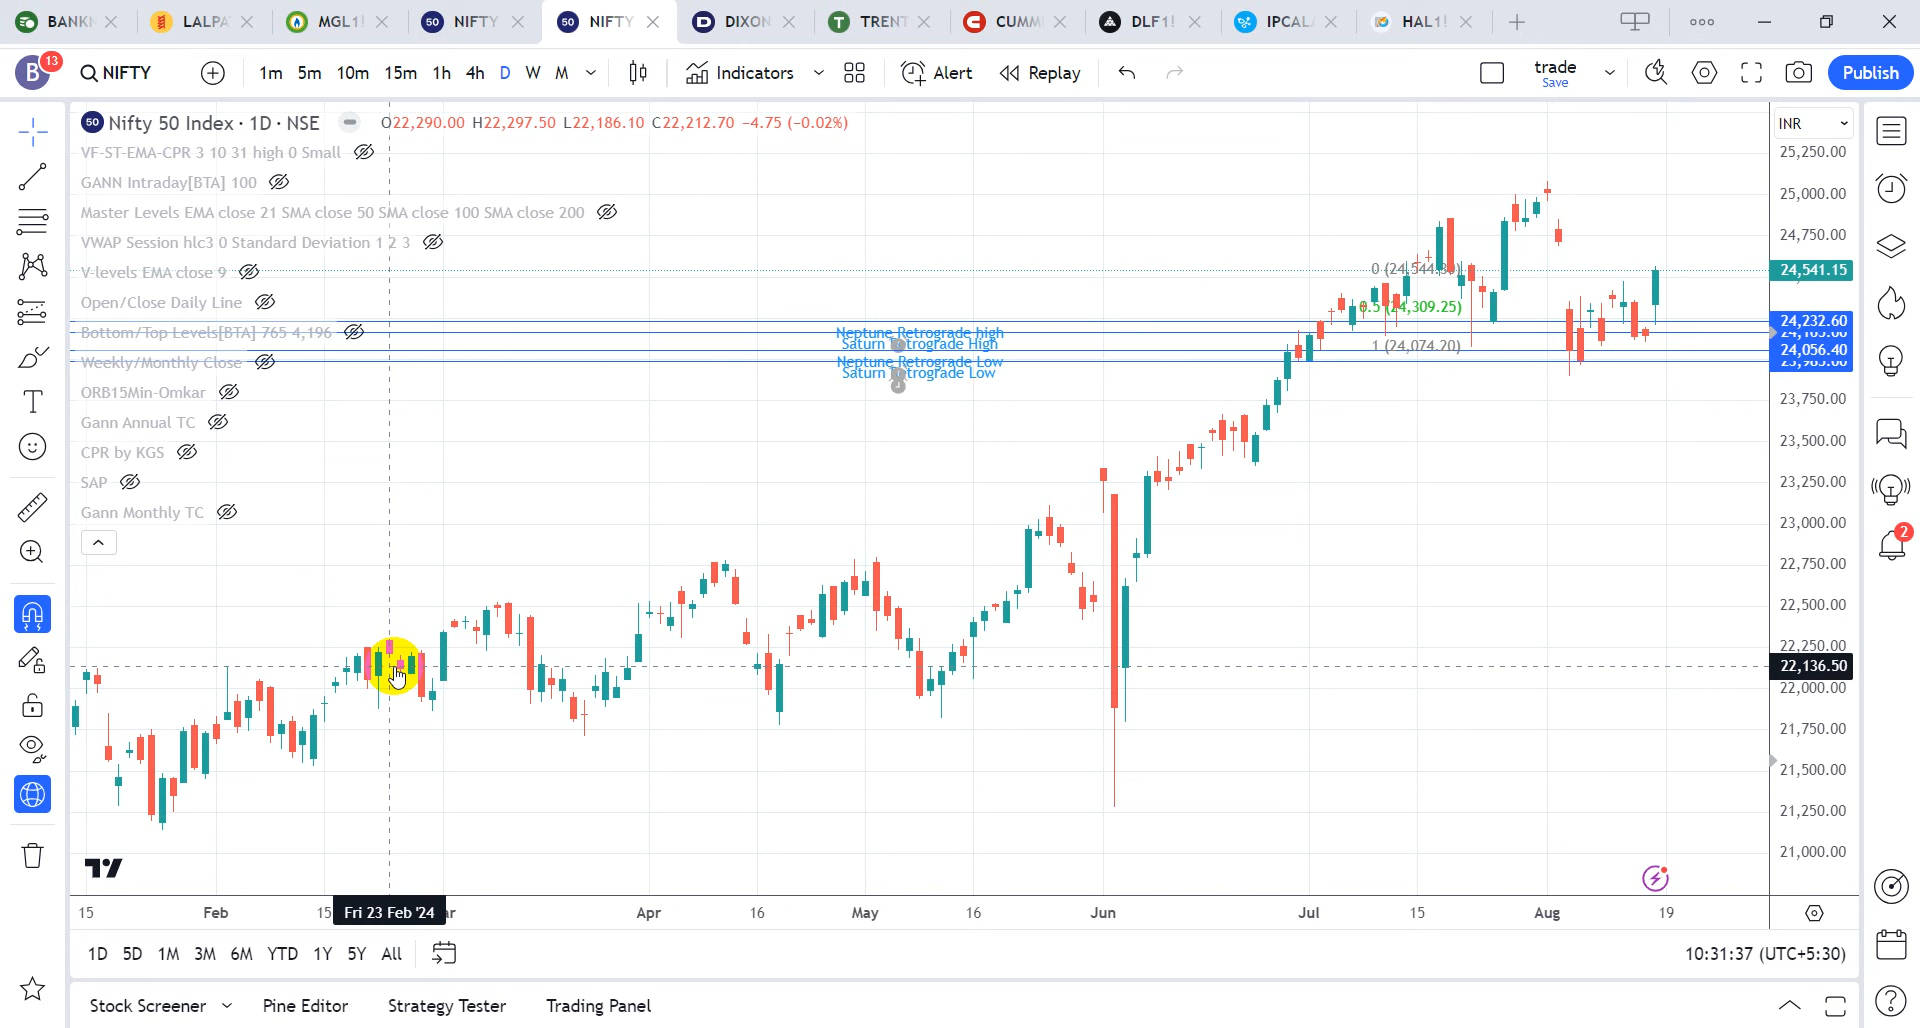 BANKN LALPA MGL1! NIFTY NIFTY DIXON TRENT CUMM DLF1! IPCAL HAL1!
B 13 NIFTY 1m 5m 10m 15m 1h 4h D W M Indicators Alert Replay trade Save Publish
50 Nifty 50 Index · 1D · NSE O22,290.00 H22,297.50 L22,186.10 C22,212.70 −4.75 (−0.02%)
INR
VF-ST-EMA-CPR 3 10 31 high 0 Small
GANN Intraday[BTA] 100
Master Levels EMA close 21 SMA close 50 SMA close 100 SMA close 200
VWAP Session hlc3 0 Standard Deviation 1 2 3
V-levels EMA close 9
Open/Close Daily Line
Bottom/Top Levels[BTA] 765 4,196
Weekly/Monthly Close
ORB15Min-Omkar
Gann Annual TC
CPR by KGS
SAP
Gann Monthly TC
0 (24,544.30)
0.5 (24,309.25)
1 (24,074.20)
Neptune Retrograde high
Saturn Retrograde High
Neptune Retrograde Low
Saturn Retrograde Low
25,250.00
25,000.00
24,750.00
24,541.15
24,232.60
24,056.40
23,750.00
23,500.00
23,250.00
23,000.00
22,750.00
22,500.00
22,250.00
22,136.50
22,000.00
21,750.00
21,500.00
21,250.00
21,000.00
2
15 Feb 15 Fri 23 Feb '24 Apr 16 May 16 Jun Jul 15 Aug 19
1D 5D 1M 3M 6M YTD 1Y 5Y All 10:31:37 (UTC+5:30)
Stock Screener Pine Editor Strategy Tester Trading Panel